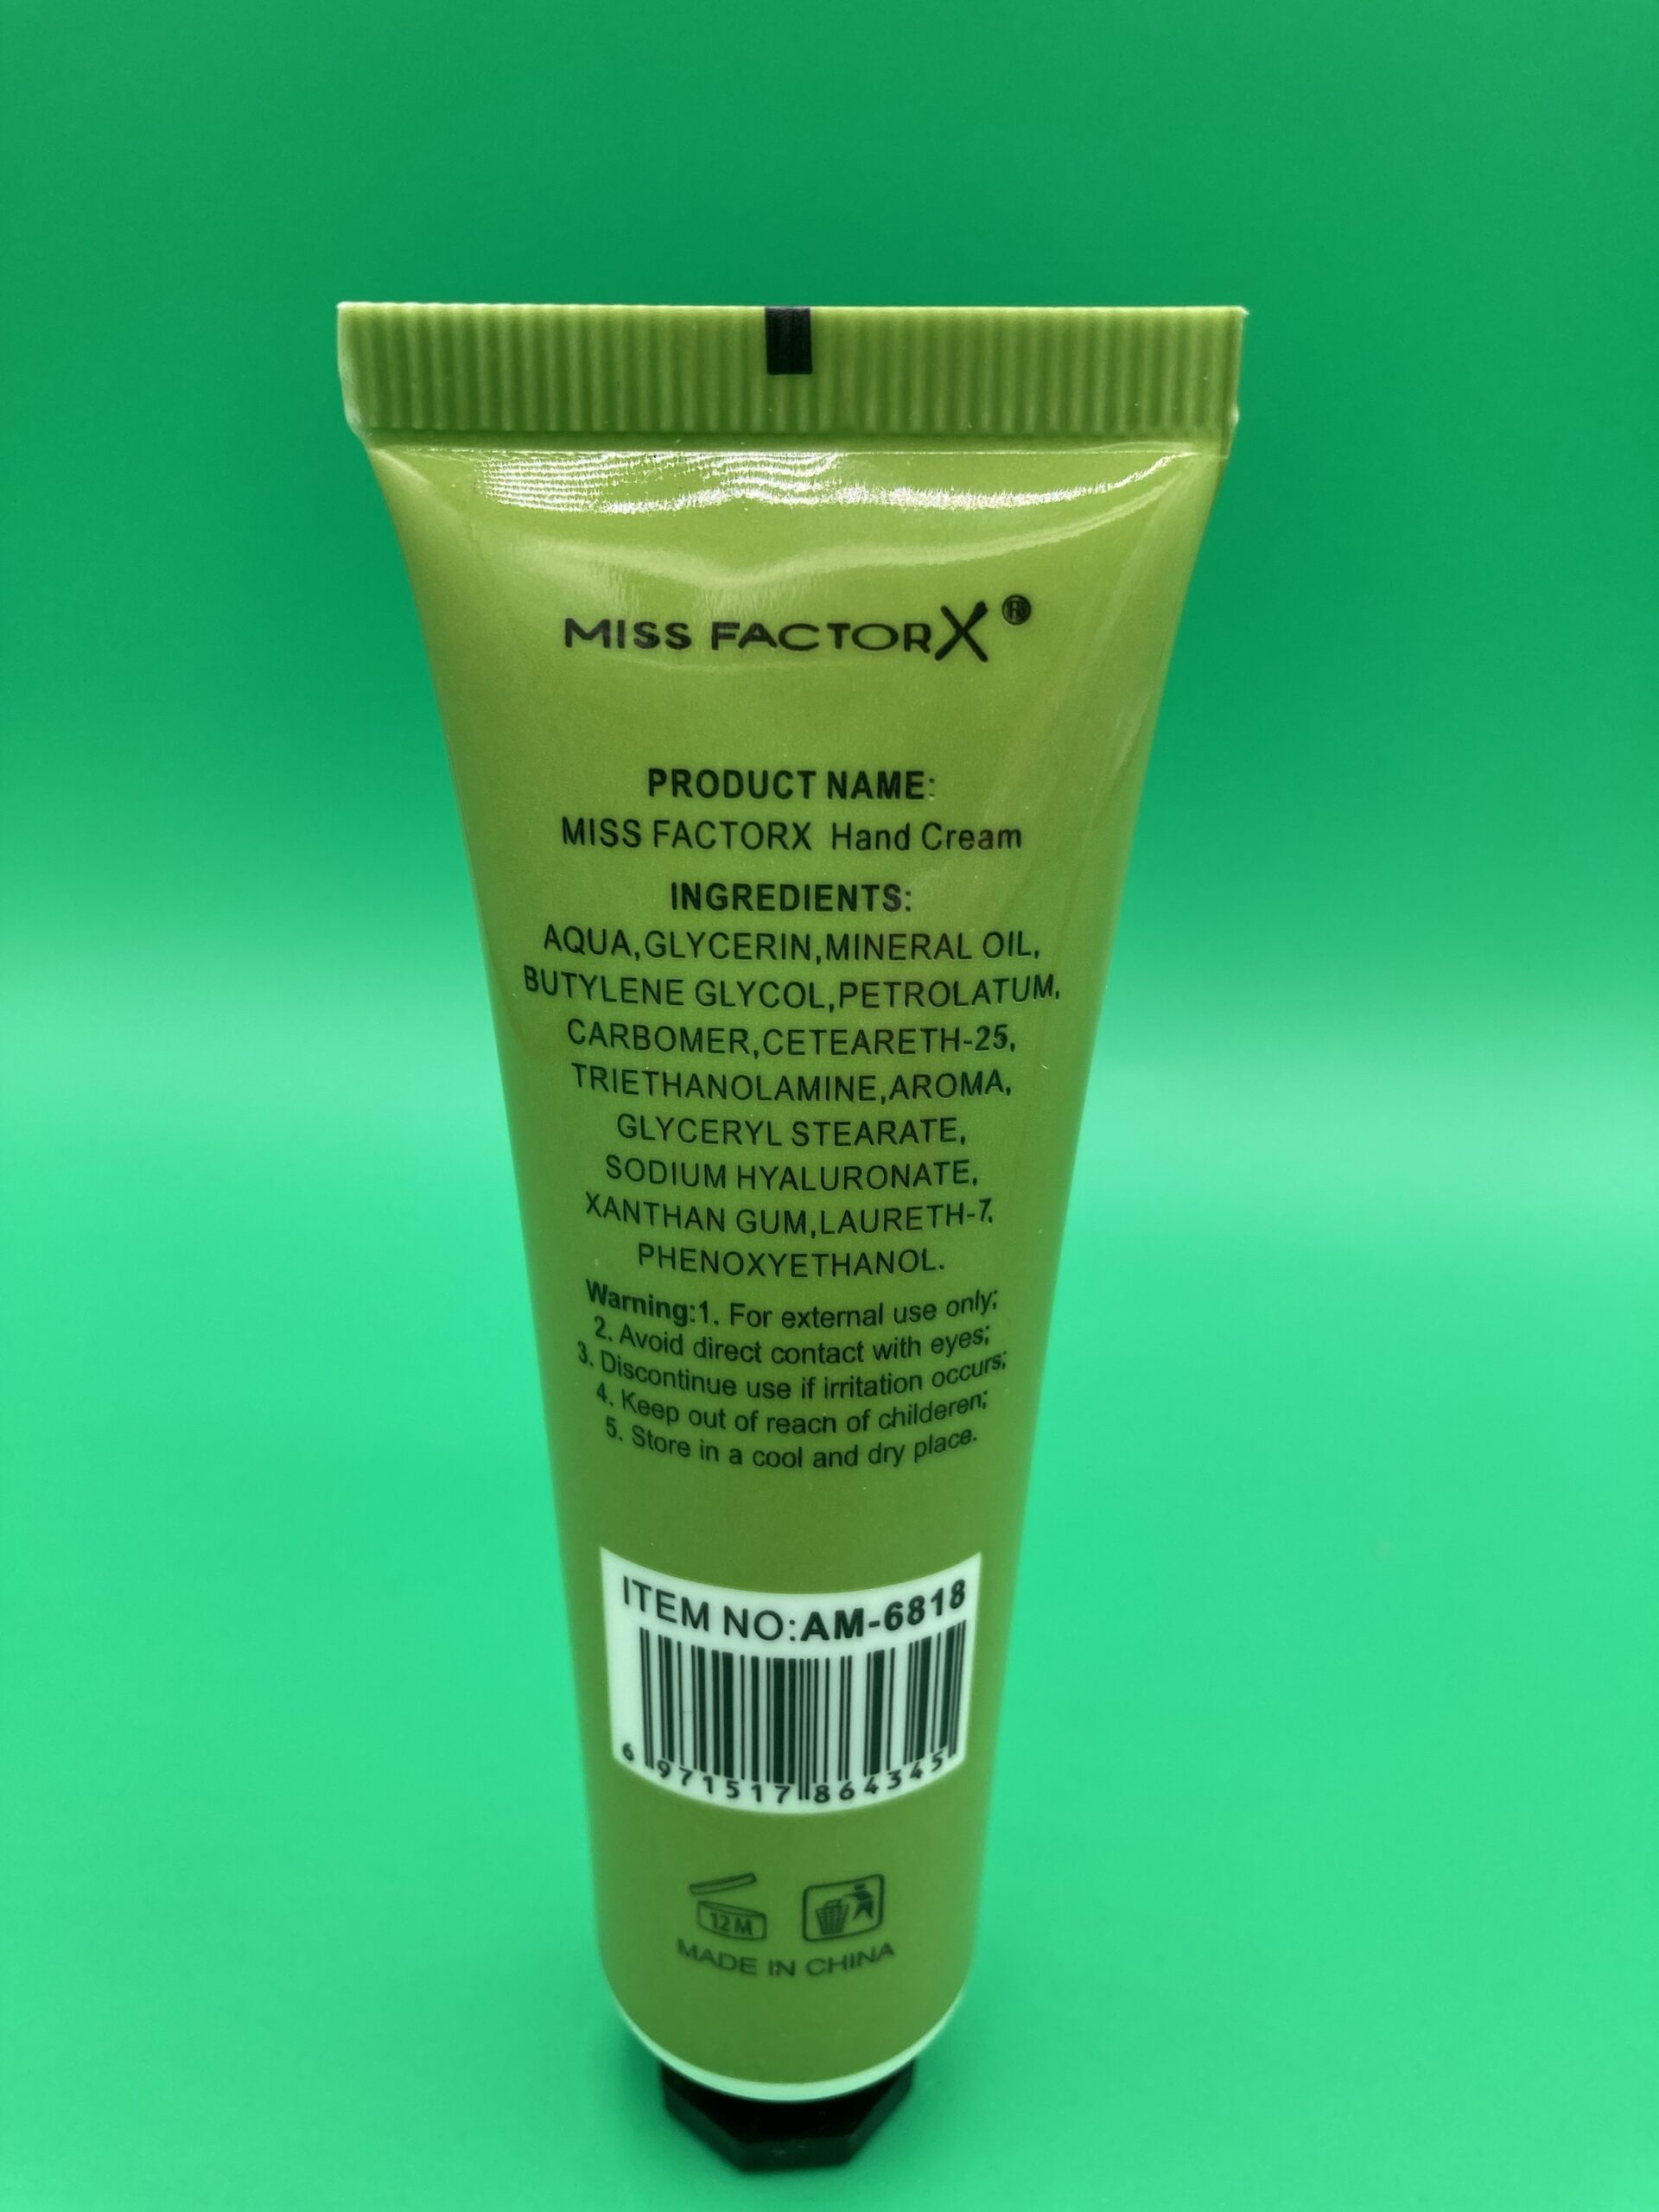 MISS FACTORX®
PRODUCT NAME:
MISS FACTORX Hand Cream
INGREDIENTS:
AQUA,GLYCERIN,MINERAL OIL,
BUTYLENE GLYCOL,PETROLATUM,
CARBOMER,CETEARETH-25,
TRIETHANOLAMINE,AROMA,
GLYCERYL STEARATE,
SODIUM HYALURONATE,
XANTHAN GUM,LAURETH-7,
PHENOXYETHANOL.
Warning:1. For external use only;
2. Avoid direct contact with eyes;
3. Discontinue use if irritation occurs;
4. Keep out of reach of childeren;
5. Store in a cool and dry place.
ITEM NO:AM-6818
6 971517 864345
12M
MADE IN CHINA